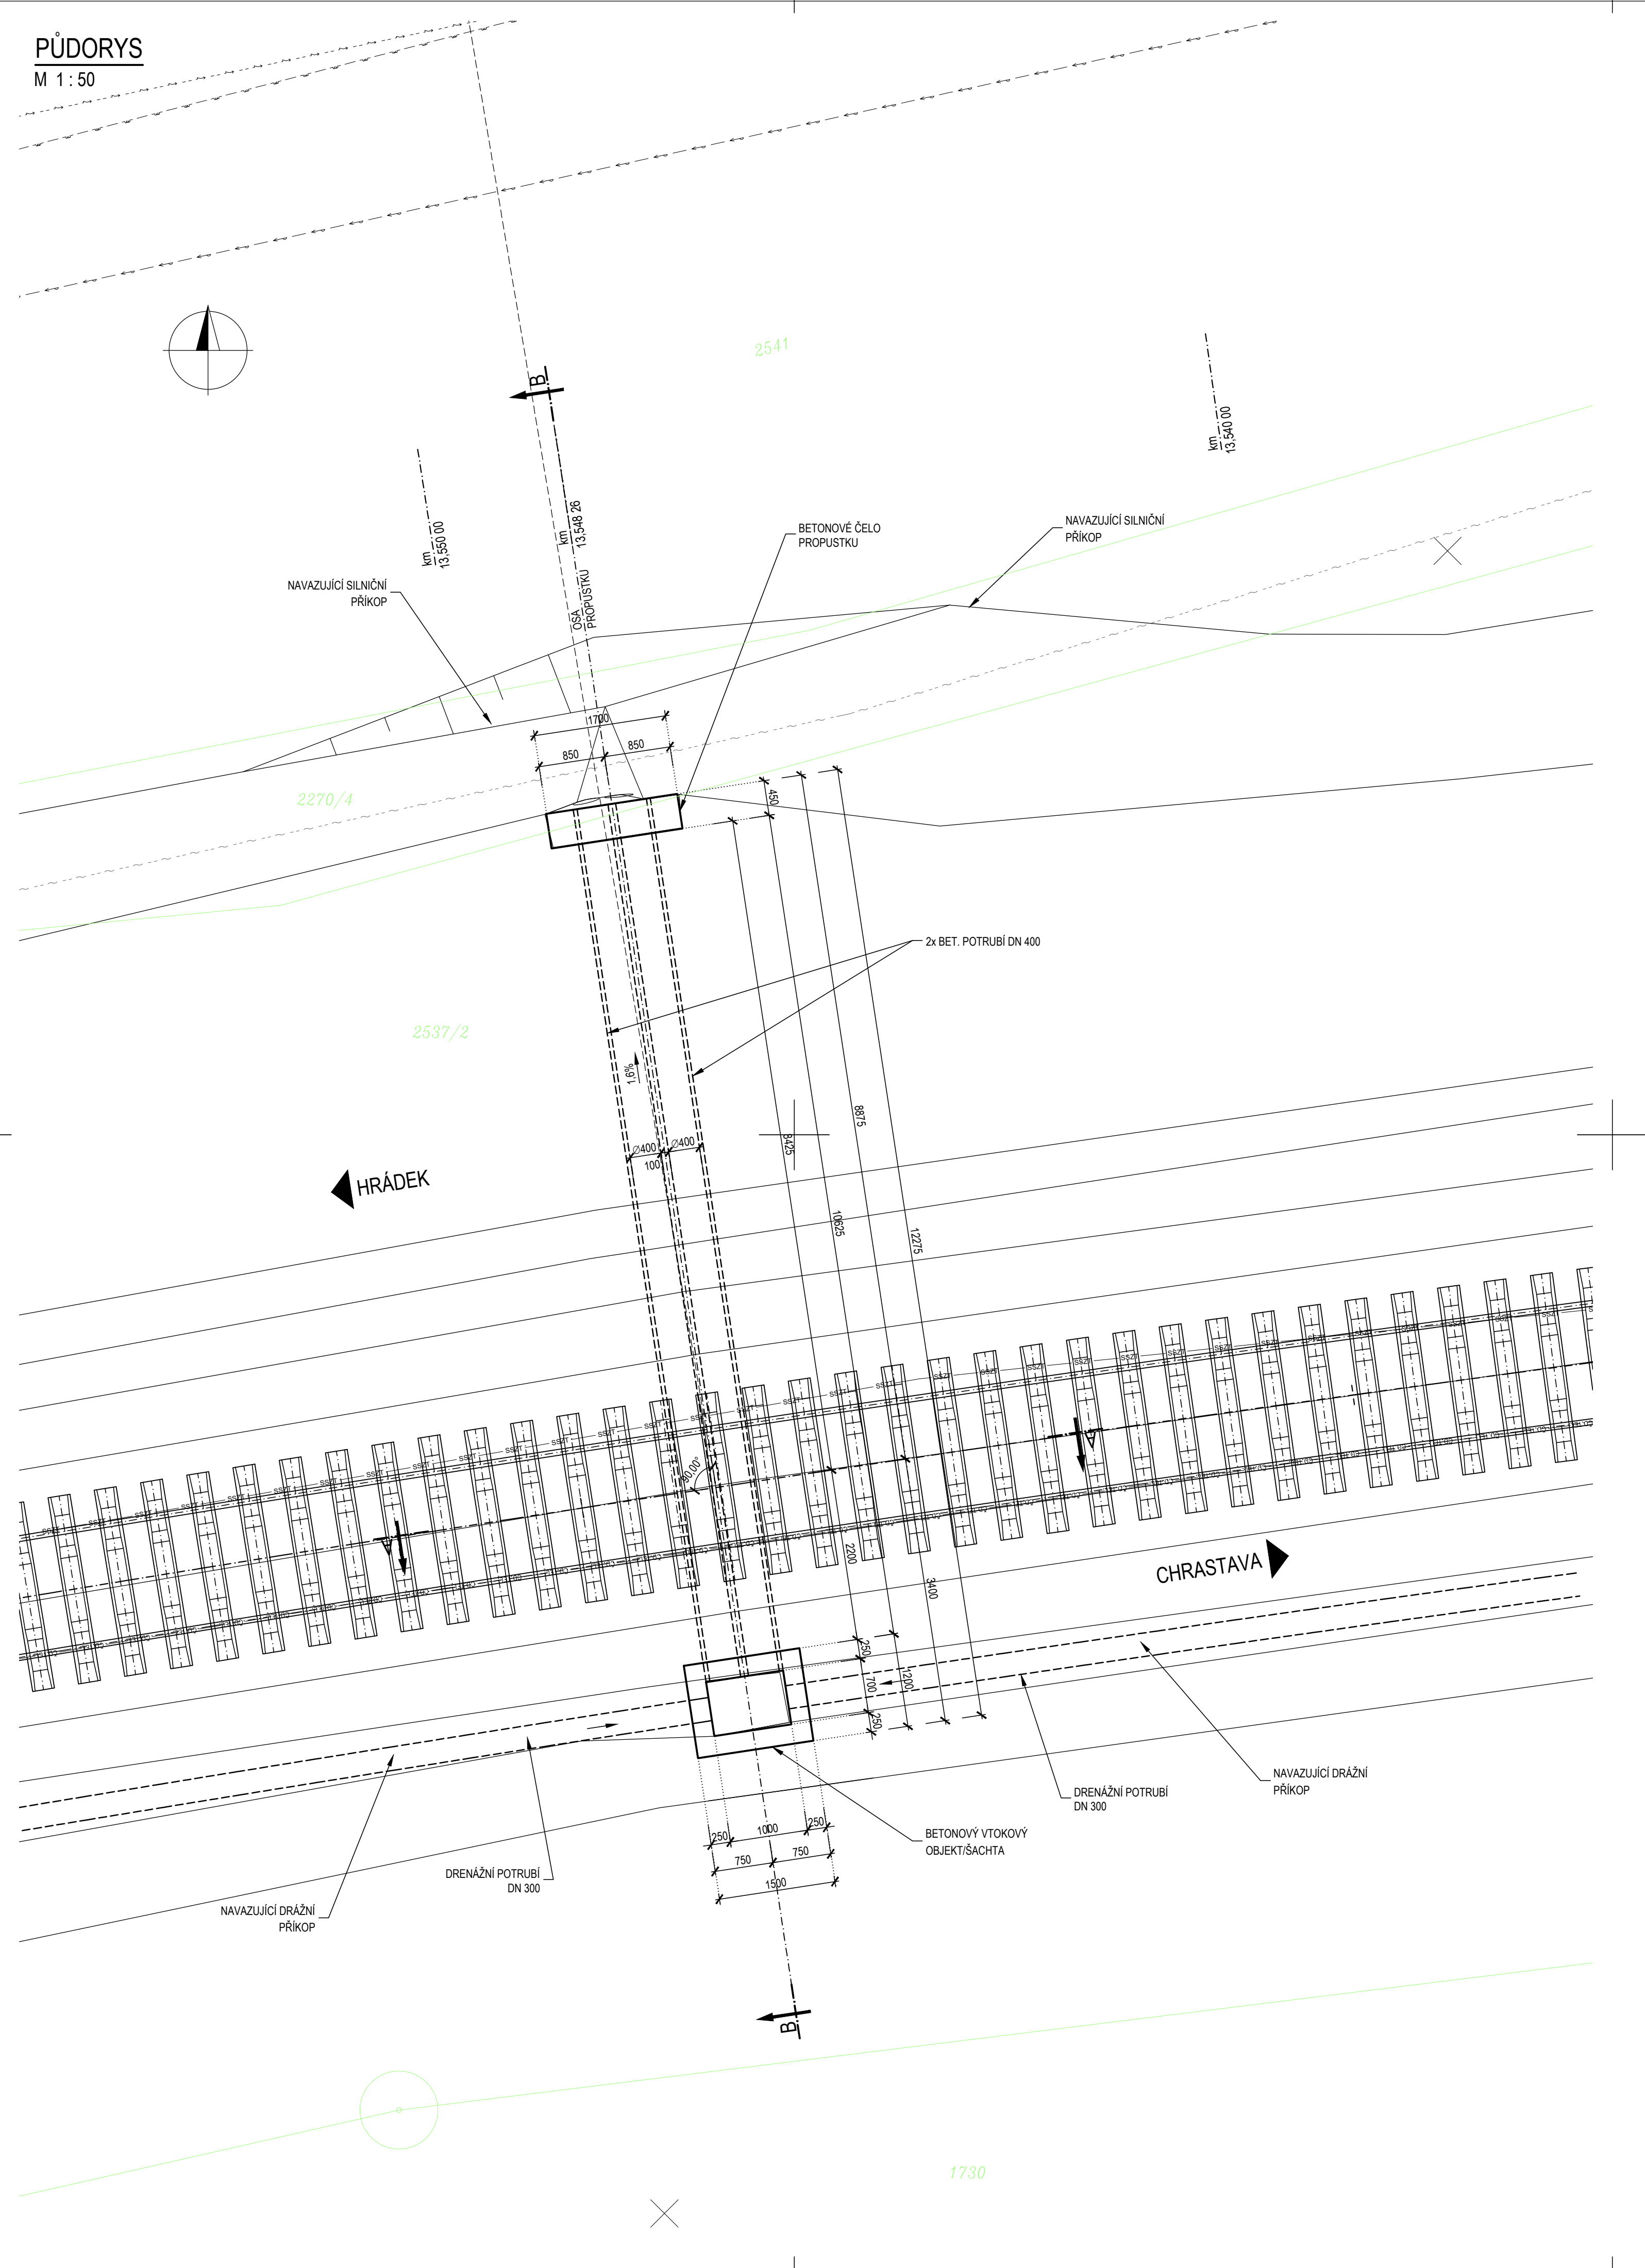 PŮDORYS
M 1 : 50
2541
B
km
13,540 00
km
13,550 00
km
13,548 26
OSA
PROPUSTKU
BETONOVÉ ČELO
PROPUSTKU
NAVAZUJÍCÍ SILNIČNÍ
PŘÍKOP
NAVAZUJÍCÍ SILNIČNÍ
PŘÍKOP
1700
850
850
450
2270/4
2x BET. POTRUBÍ DN 400
2537/2
1,6%
8875
8425
Ø400
Ø400
100
HRÁDEK
10625
12275
SSZT
90,00°
A
A
2200
3400
CHRASTAVA
250
700
1200
250
NAVAZUJÍCÍ DRÁŽNÍ
PŘÍKOP
DRENÁŽNÍ POTRUBÍ
DN 300
BETONOVÝ VTOKOVÝ
OBJEKT/ŠACHTA
250
1000
250
750
750
1500
DRENÁŽNÍ POTRUBÍ
DN 300
NAVAZUJÍCÍ DRÁŽNÍ
PŘÍKOP
B
1730